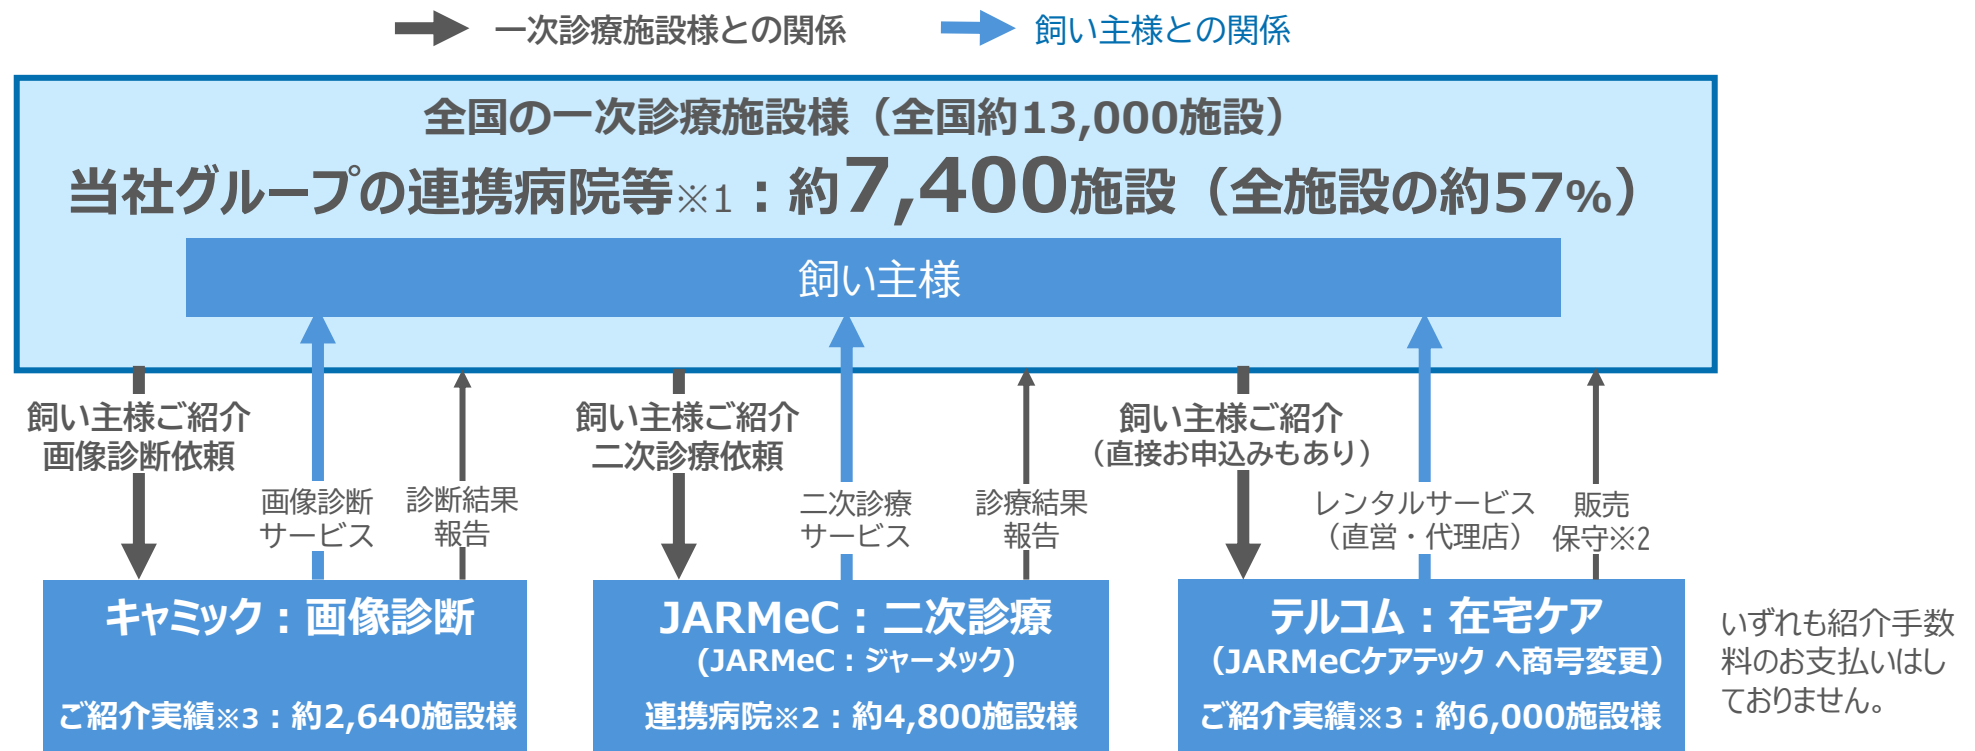 一次診療施設様との関係
飼い主様との関係
全国の一次診療施設様（全国約13,000施設）
当社グループの連携病院等※1：約7,400施設（全施設の約57%）
飼い主様
飼い主様ご紹介
画像診断依頼
画像診断
サービス
診断結果
報告
飼い主様ご紹介
二次診療依頼
二次診療
サービス
診療結果
報告
飼い主様ご紹介
（直接お申込みもあり）
レンタルサービス
（直営・代理店）
販売
保守※2
キャミック：画像診断
ご紹介実績※3：約2,640施設様
JARMeC：二次診療
(JARMeC：ジャーメック)
連携病院※2：約4,800施設様
テルコム：在宅ケア
（JARMeCケアテック へ商号変更）
ご紹介実績※3：約6,000施設様
いずれも紹介手数
料のお支払いはし
ておりません。